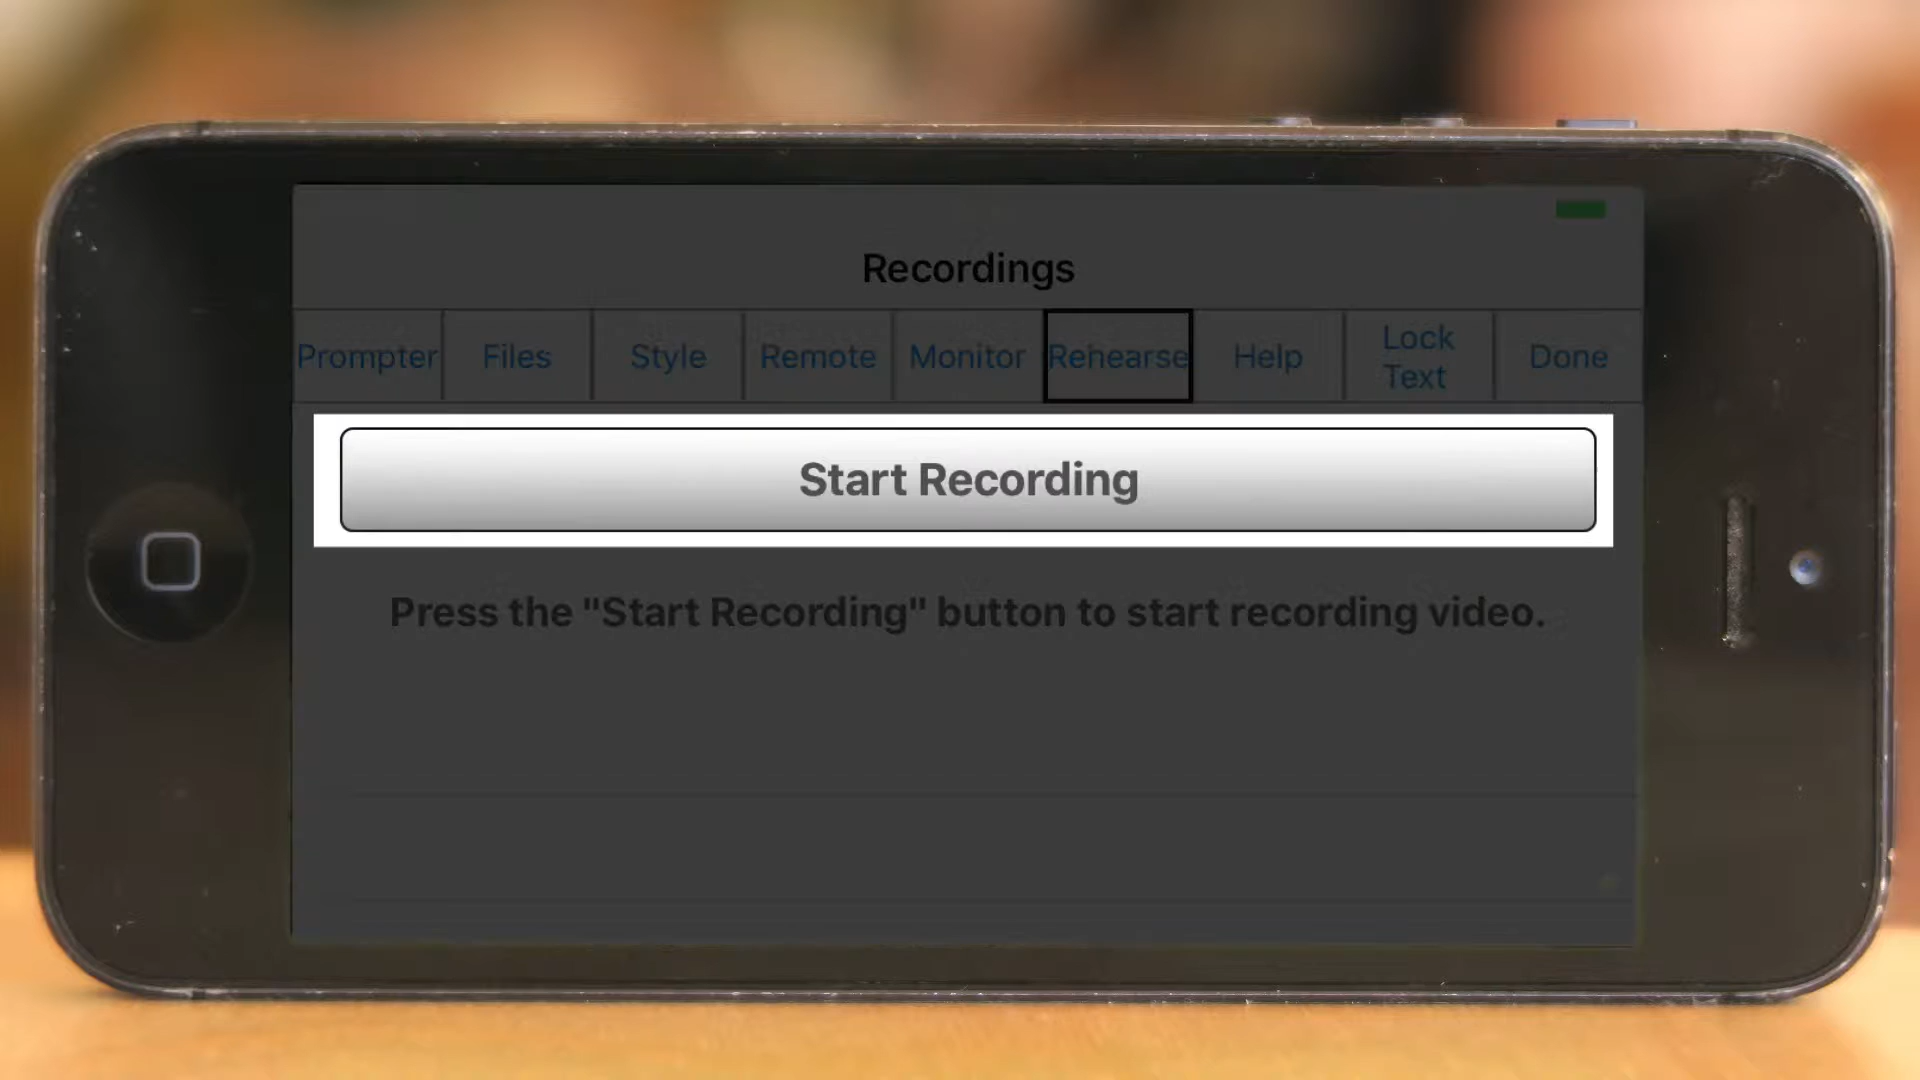 Recordings
Prompter Files Style Remote Monitor Rehearse Help Lock Text Done
Start Recording
Press the "Start Recording" button to start recording video.